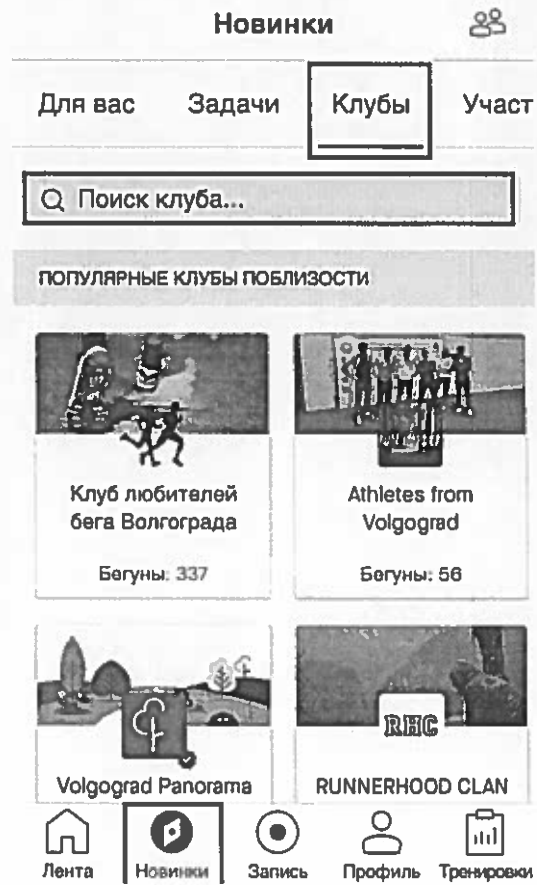 Новинки
Для вас Задачи Клубы Участ
Поиск клуба...
ПОПУЛЯРНЫЕ КЛУБЫ ПОБЛИЗОСТИ
Клуб любителей
бега Волгограда
Бегуны: 337
Athletes from
Volgograd
Бегуны: 56
Volgograd Panorama
RHC
RUNNERHOOD CLAN
Лента Новинки Запись Профиль Тренировки